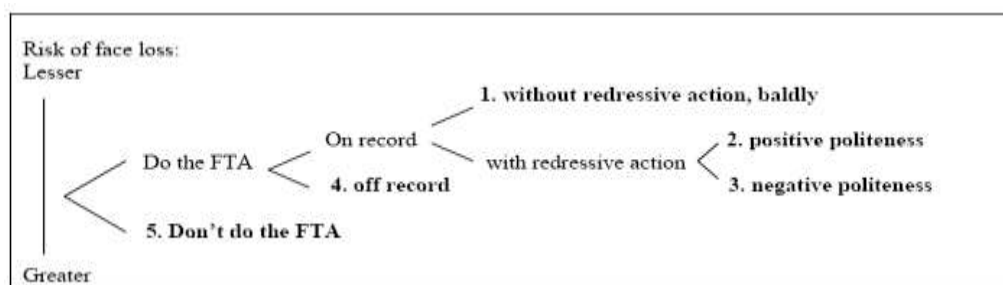 Risk of face loss:
Lesser
1. without redressive action, baldly
On record
Do the FTA
with redressive action
2. positive politeness
4. off record
3. negative politeness
5. Don't do the FTA
Greater